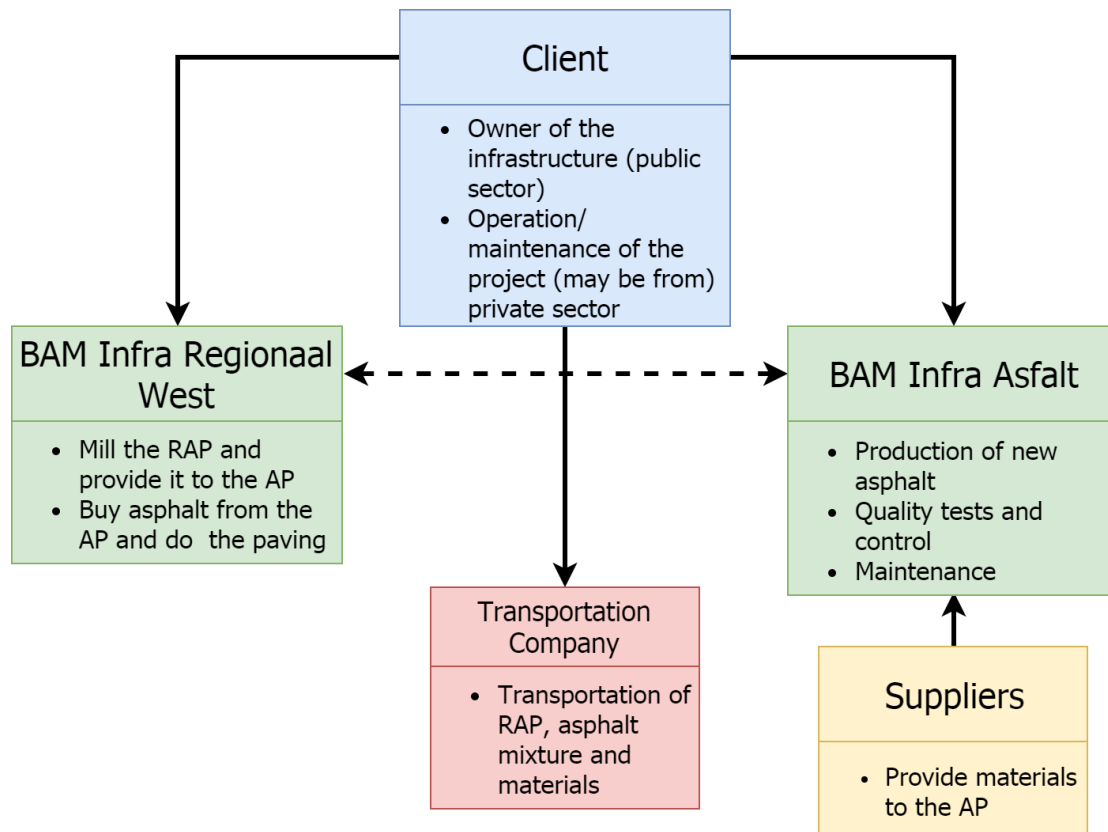 Client
• Owner of the
infrastructure (public
sector)
• Operation/
maintenance of the
project (may be from)
private sector
BAM Infra Regionaal
West
• Mill the RAP and
provide it to the AP
• Buy asphalt from the
AP and do the paving
BAM Infra Asfalt
• Production of new
asphalt
• Quality tests and
control
• Maintenance
Transportation
Company
• Transportation of
RAP, asphalt
mixture and
materials
Suppliers
• Provide materials
to the AP